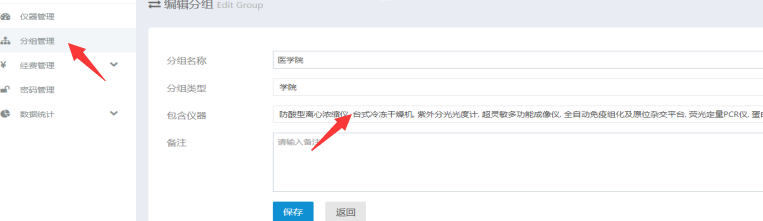 仪器管理
分组管理
经费管理
密码管理
数据统计
编辑分组 Edit Group
分组名称 医学院
分组类型 学院
包含仪器 防酸型离心浓缩仪, 台式冷冻干燥机, 紫外分光光度计, 超灵敏多功能成像仪, 全自动免疫组化及原位杂交平台, 荧光定量PCR仪, 蛋白
备注 请输入备注
保存 返回